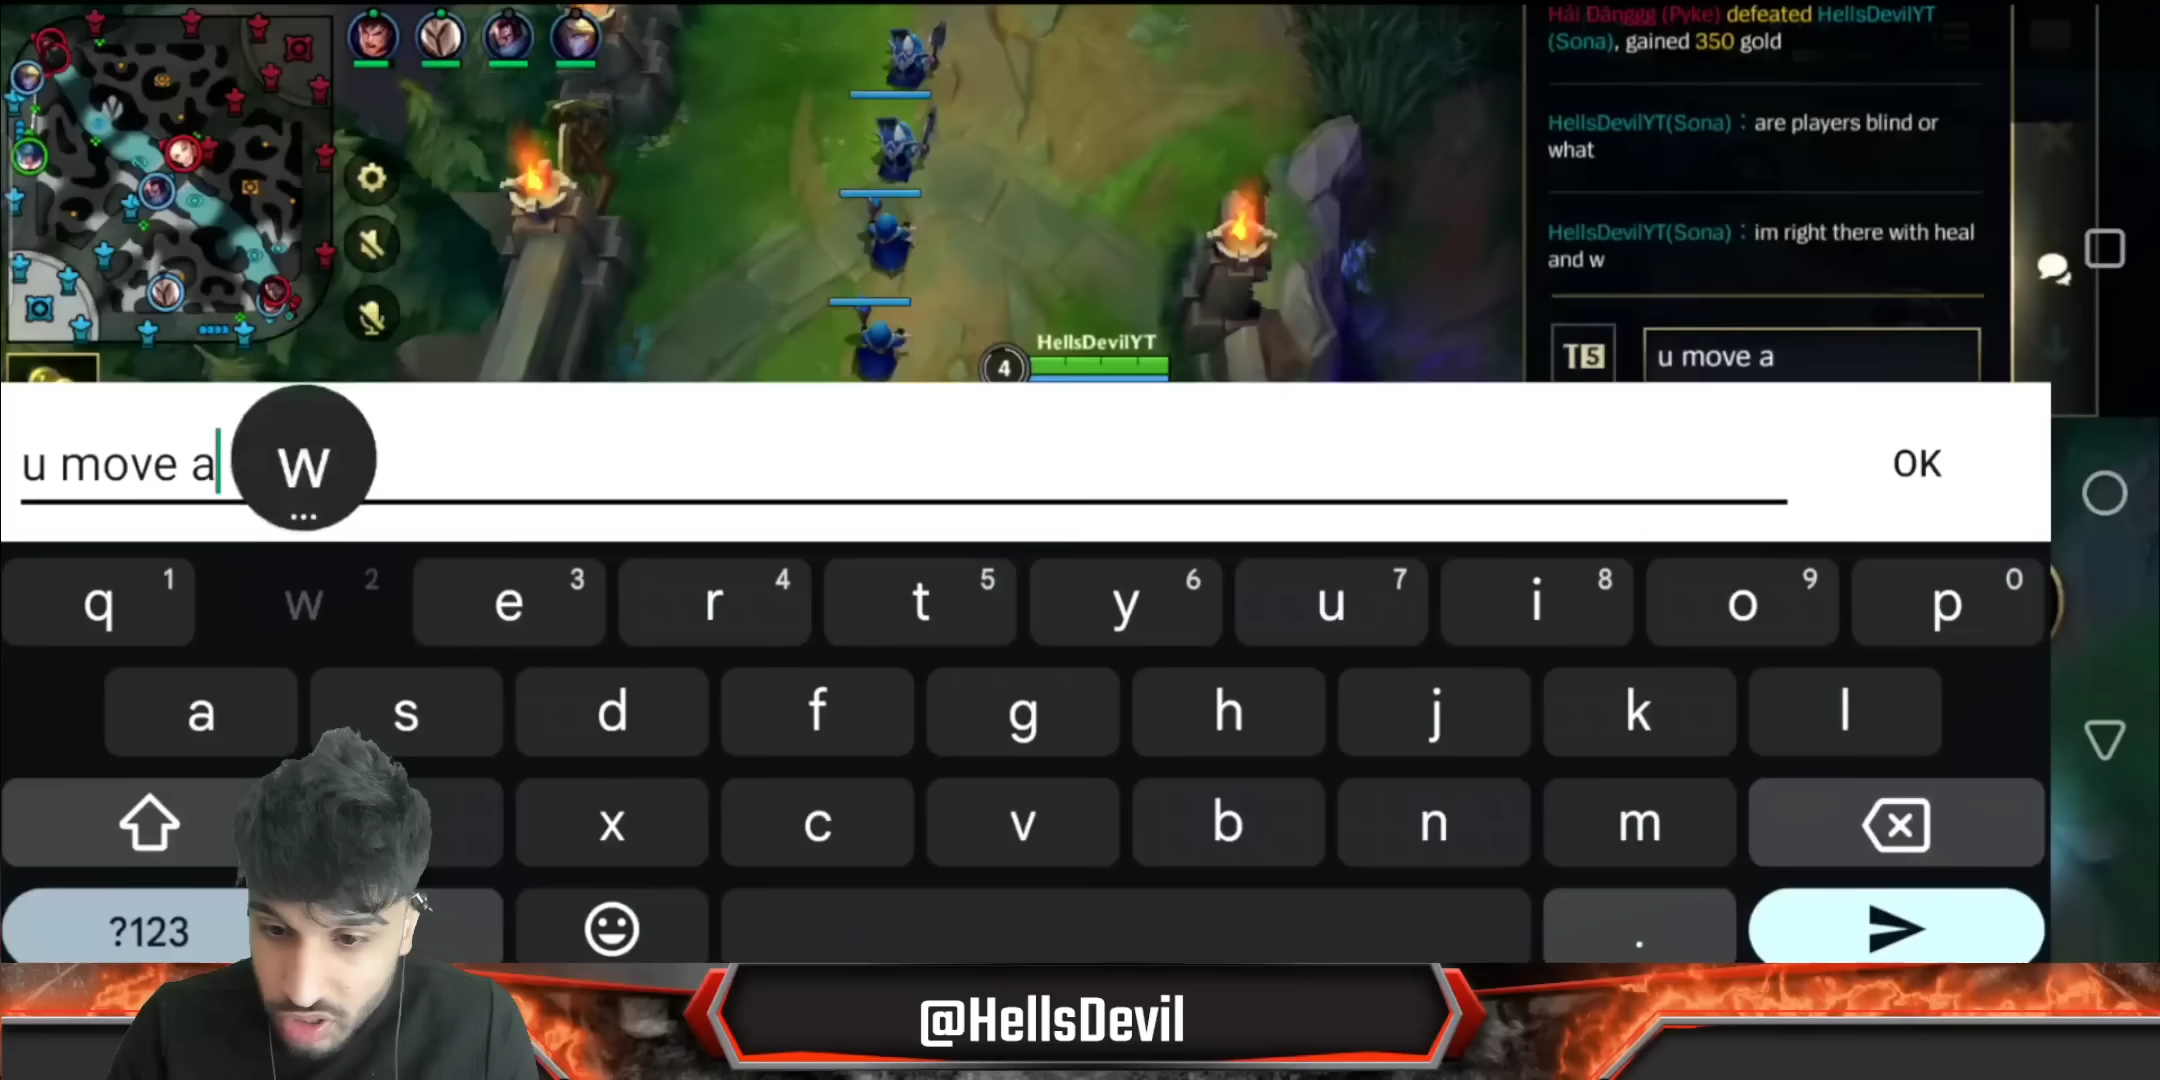 Hải Dănggg (Pyke) defeated HellsDevilYT
(Sona), gained 350 gold
HellsDevilYT(Sona) : are players blind or
what
HellsDevilYT(Sona) : im right there with heal
and w
T5
u move a
HellsDevilYT
4
u move a
w
...
OK
q 1 w 2 e 3 r 4 t 5 y 6 u 7 i 8 o 9 p 0
a s d f g h j k l
x c v b n m
?123
.
@HellsDevil